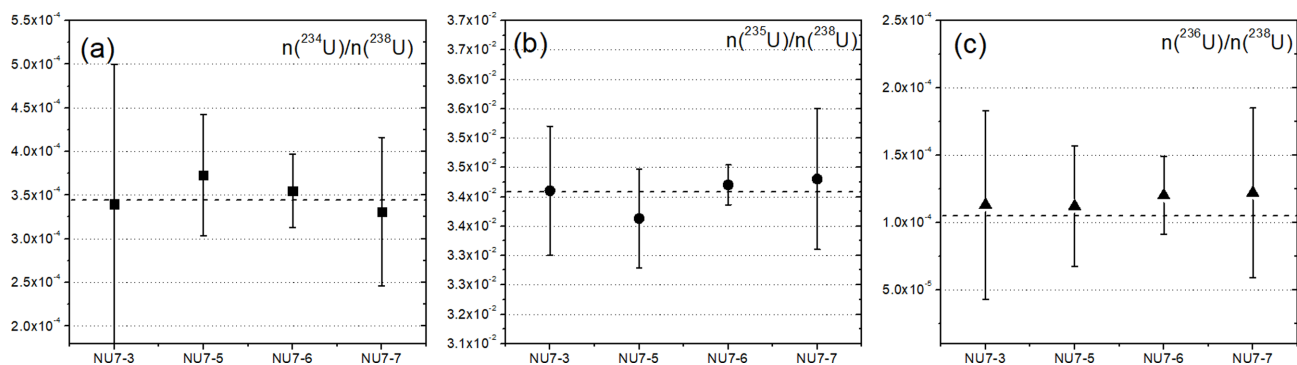 (a)
n(²³⁴U)/n(²³⁸U)
5.5x10⁻⁴
5.0x10⁻⁴
4.5x10⁻⁴
4.0x10⁻⁴
3.5x10⁻⁴
3.0x10⁻⁴
2.5x10⁻⁴
2.0x10⁻⁴
NU7-3 NU7-5 NU7-6 NU7-7
(b)
n(²³⁵U)/n(²³⁸U)
3.7x10⁻²
3.7x10⁻²
3.6x10⁻²
3.6x10⁻²
3.5x10⁻²
3.5x10⁻²
3.4x10⁻²
3.4x10⁻²
3.3x10⁻²
3.3x10⁻²
3.2x10⁻²
3.1x10⁻²
NU7-3 NU7-5 NU7-6 NU7-7
(c)
n(²³⁶U)/n(²³⁸U)
2.5x10⁻⁴
2.0x10⁻⁴
1.5x10⁻⁴
1.0x10⁻⁴
5.0x10⁻⁵
NU7-3 NU7-5 NU7-6 NU7-7